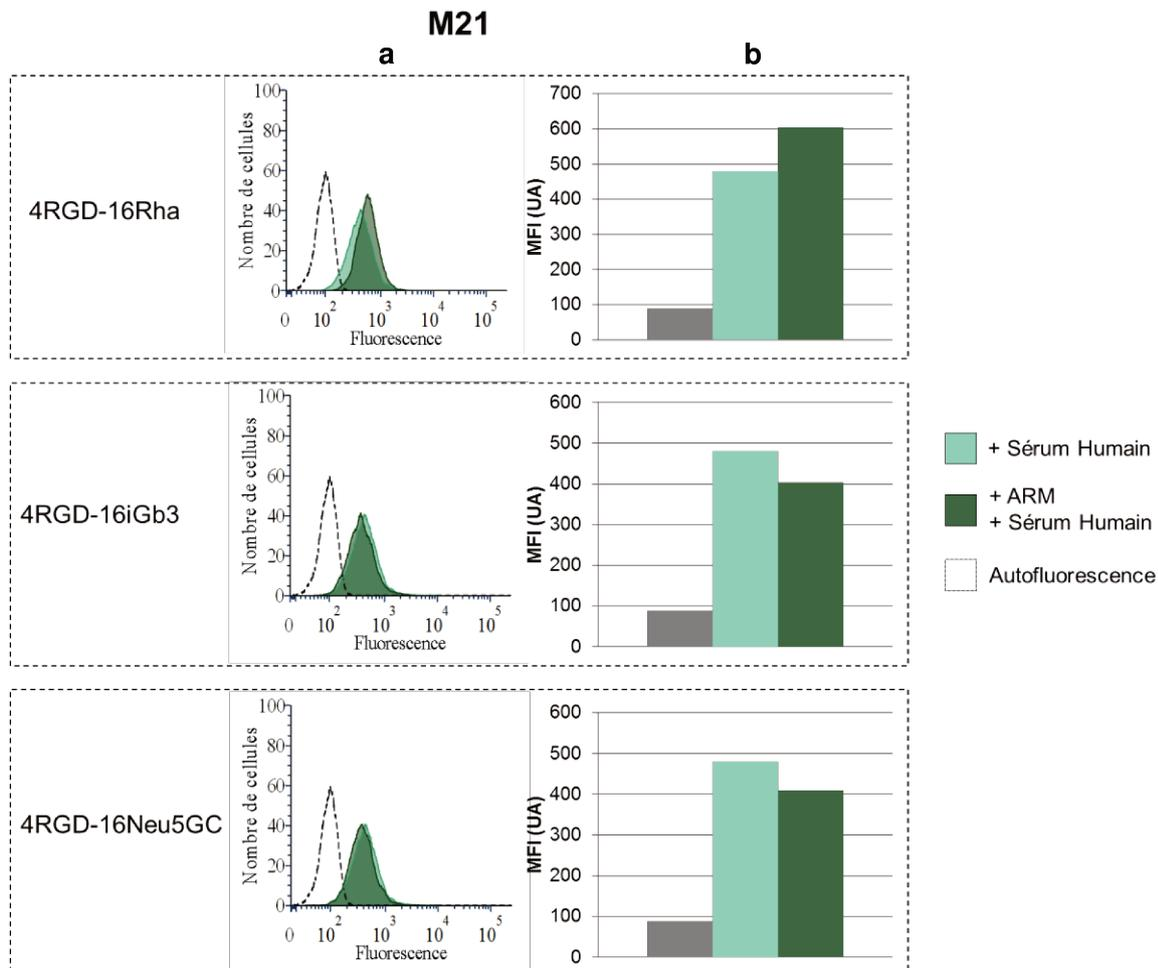 M21
a
b
4RGD-16Rha
Nombre de cellules
100
80
60
40
20
0
0 10^2 10^3 10^4 10^5
Fluorescence
MFI (UA)
700
600
500
400
300
200
100
0
4RGD-16iGb3
Nombre de cellules
100
80
60
40
20
0
0 10^2 10^3 10^4 10^5
Fluorescence
MFI (UA)
600
500
400
300
200
100
0
+ Sérum Humain
+ ARM
+ Sérum Humain
Autofluorescence
4RGD-16Neu5GC
Nombre de cellules
100
80
60
40
20
0
0 10^2 10^3 10^4 10^5
Fluorescence
MFI (UA)
600
500
400
300
200
100
0